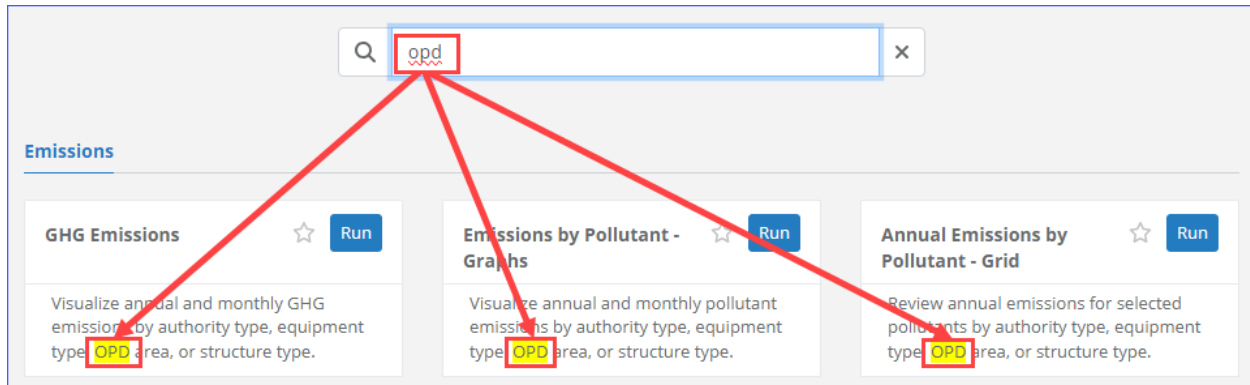 opd
Emissions
GHG Emissions
Run
Emissions by Pollutant -
Graphs
Run
Annual Emissions by
Pollutant - Grid
Run
Visualize annual and monthly GHG
emissions by authority type, equipment
type, OPD area, or structure type.
Visualize annual and monthly pollutant
emissions by authority type, equipment
type, OPD area, or structure type.
Review annual emissions for selected
pollutants by authority type, equipment
type, OPD area, or structure type.